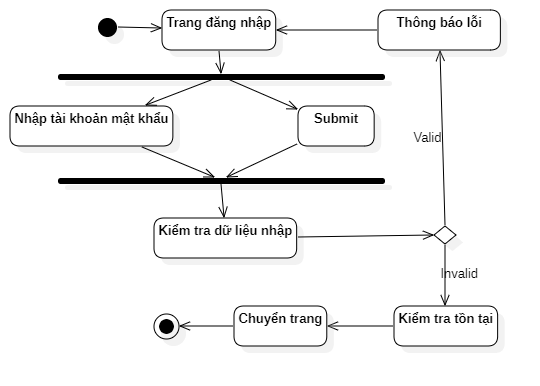 Trang đăng nhập
Thông báo lỗi
Nhập tài khoản mật khẩu
Submit
Valid
Kiểm tra dữ liệu nhập
Invalid
Chuyển trang
Kiểm tra tồn tại